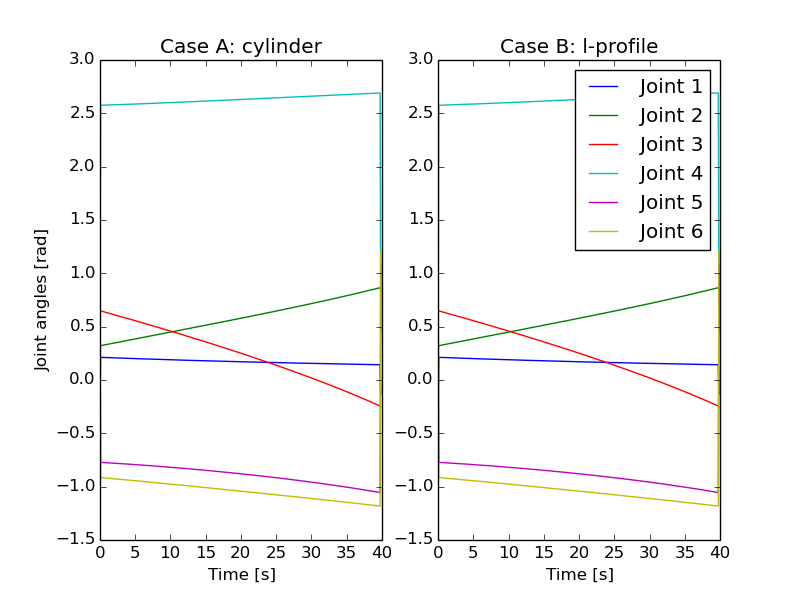 Case A: cylinder
Case B: l-profile
3.0
2.5
2.0
1.5
1.0
0.5
0.0
−0.5
−1.0
−1.5
Joint angles [rad]
0 5 10 15 20 25 30 35 40
Time [s]
3.0
2.5
2.0
1.5
1.0
0.5
0.0
−0.5
−1.0
−1.5
Joint 1
Joint 2
Joint 3
Joint 4
Joint 5
Joint 6
0 5 10 15 20 25 30 35 40
Time [s]